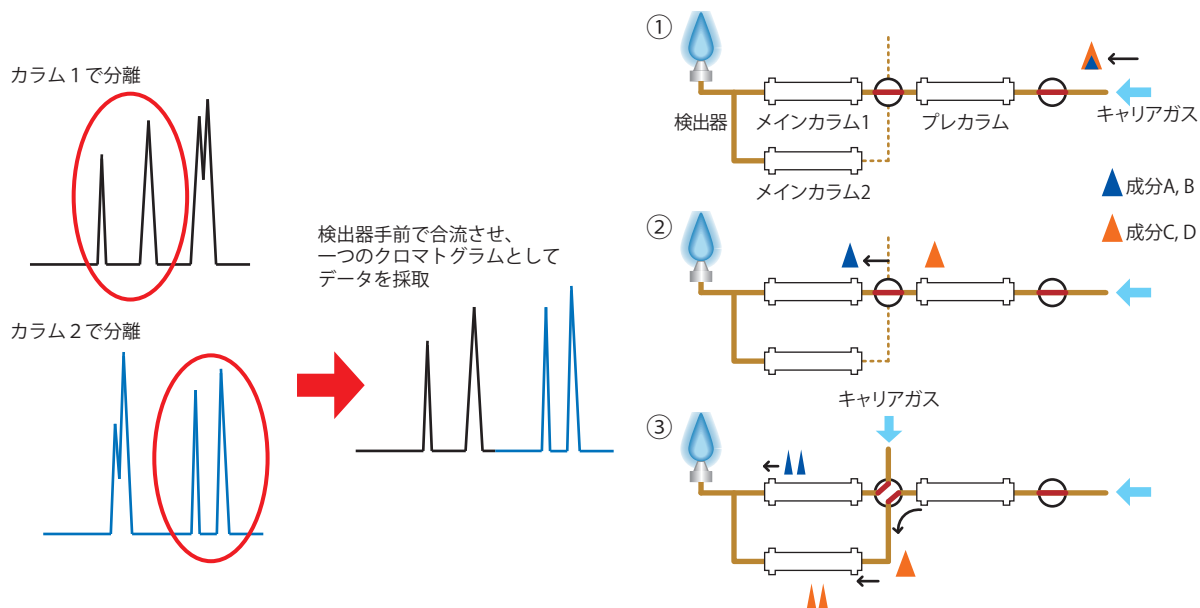 カラム 1 で分離
カラム 2 で分離
検出器手前で合流させ、
一つのクロマトグラムとして
データを採取
①
検出器
メインカラム1
プレカラム
キャリアガス
メインカラム2
成分A, B
成分C, D
②
キャリアガス
③